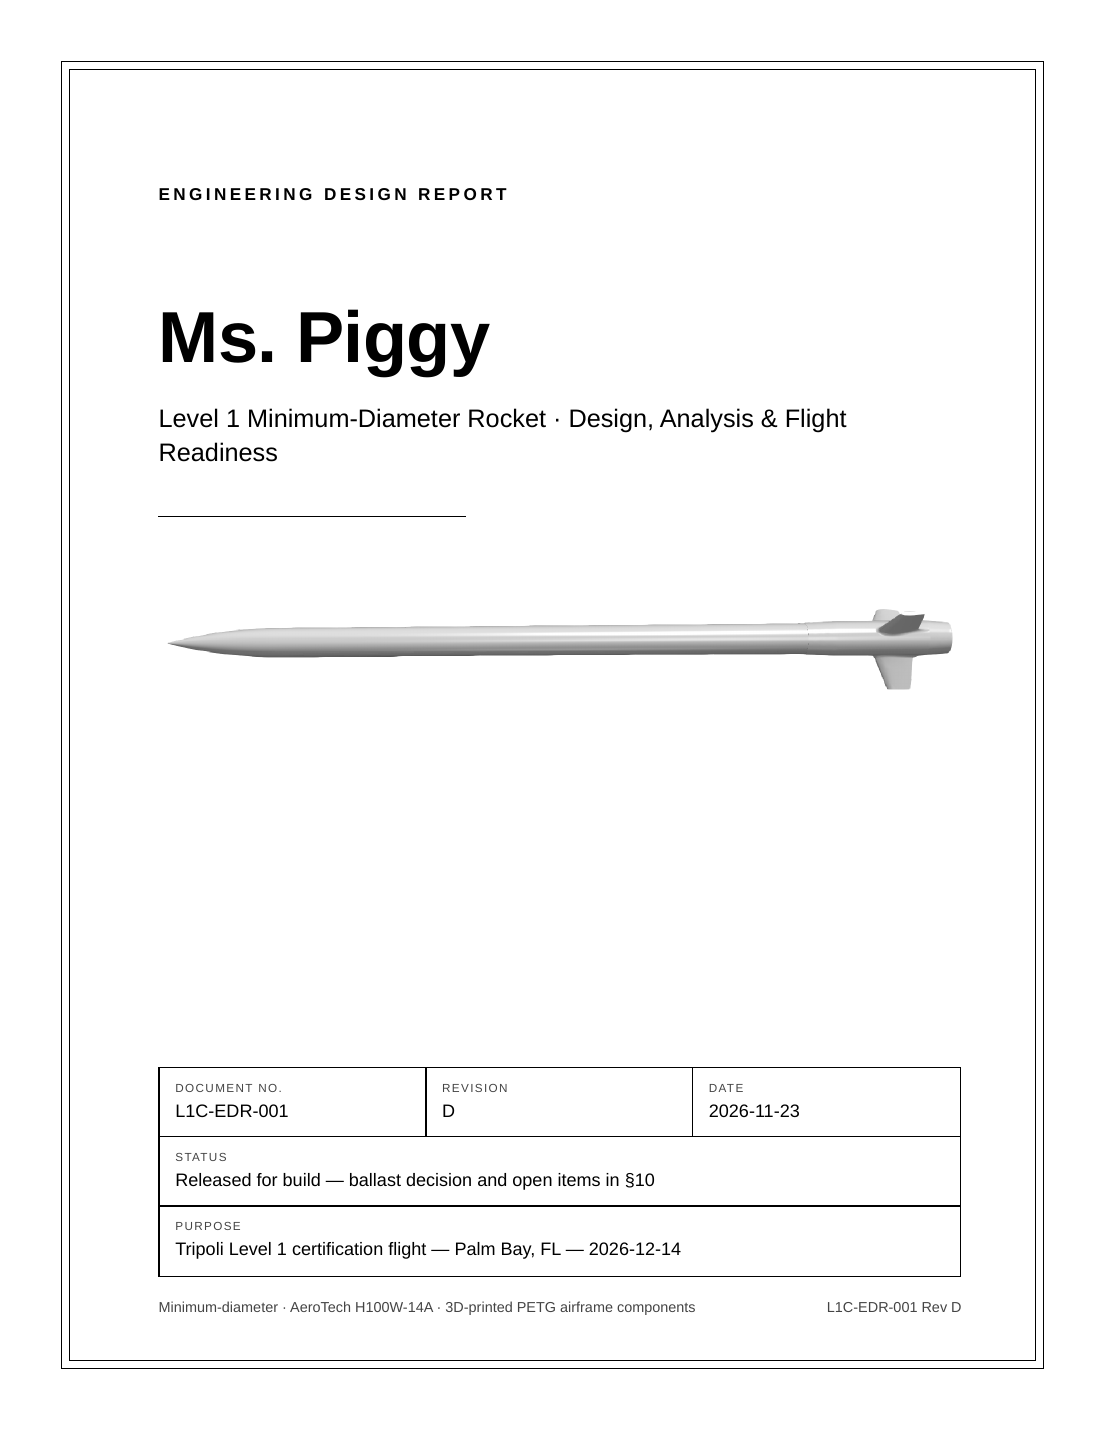 ENGINEERING DESIGN REPORT
Ms. Piggy
Level 1 Minimum-Diameter Rocket · Design, Analysis & Flight
Readiness
DOCUMENT NO.
L1C-EDR-001
REVISION
D
DATE
2026-11-23
STATUS
Released for build — ballast decision and open items in §10
PURPOSE
Tripoli Level 1 certification flight — Palm Bay, FL — 2026-12-14
Minimum-diameter · AeroTech H100W-14A · 3D-printed PETG airframe components
L1C-EDR-001 Rev D